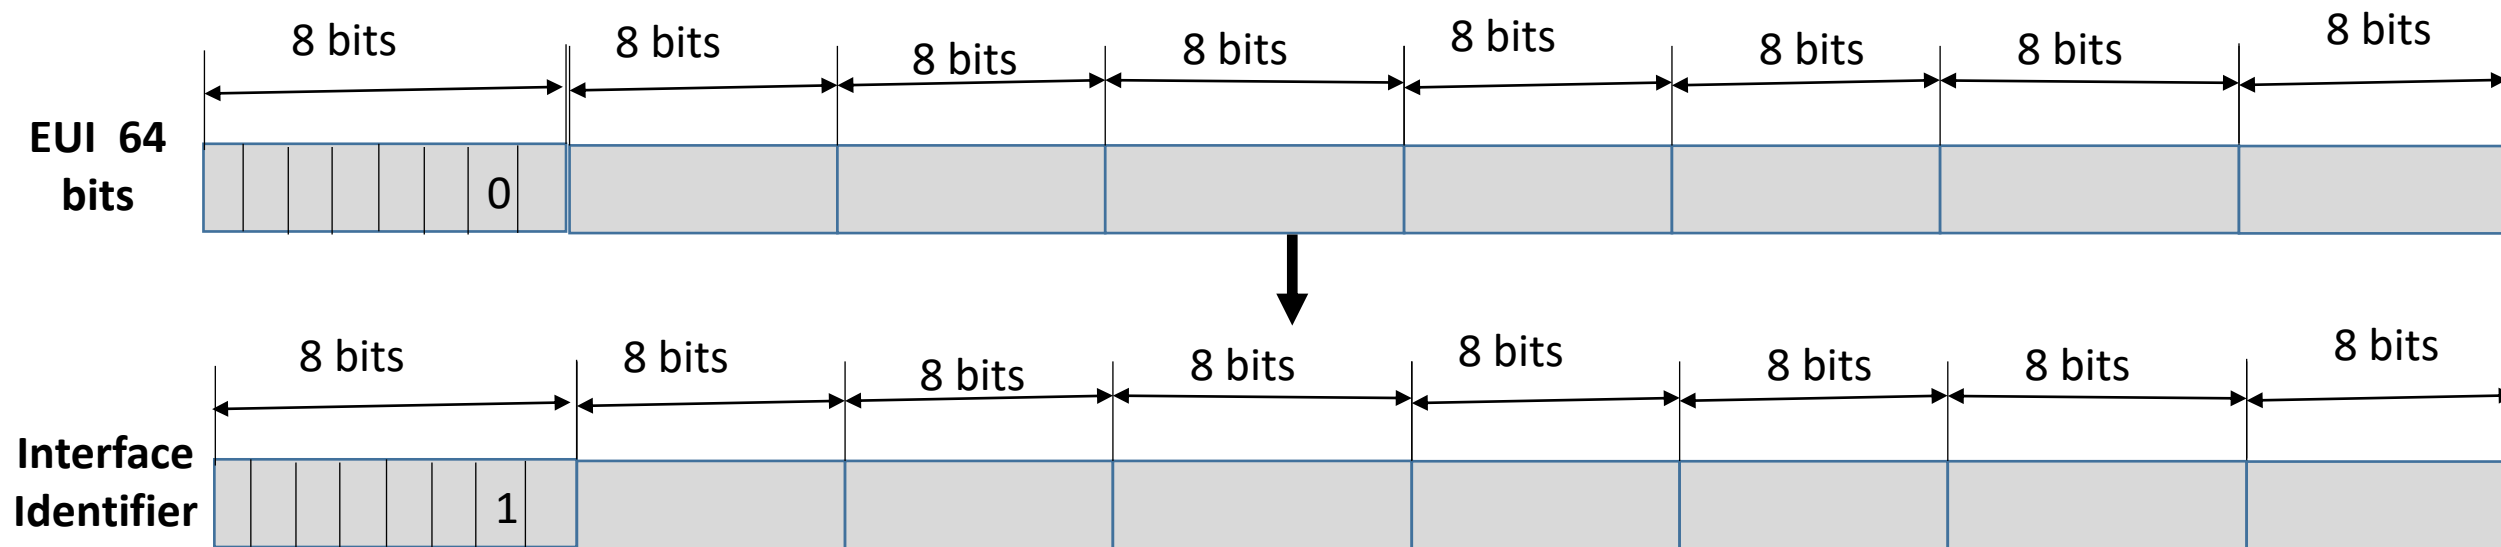 8 bits 8 bits 8 bits 8 bits 8 bits 8 bits 8 bits 8 bits
EUI 64
bits
0
8 bits 8 bits 8 bits 8 bits 8 bits 8 bits 8 bits 8 bits
Interface
Identifier
1